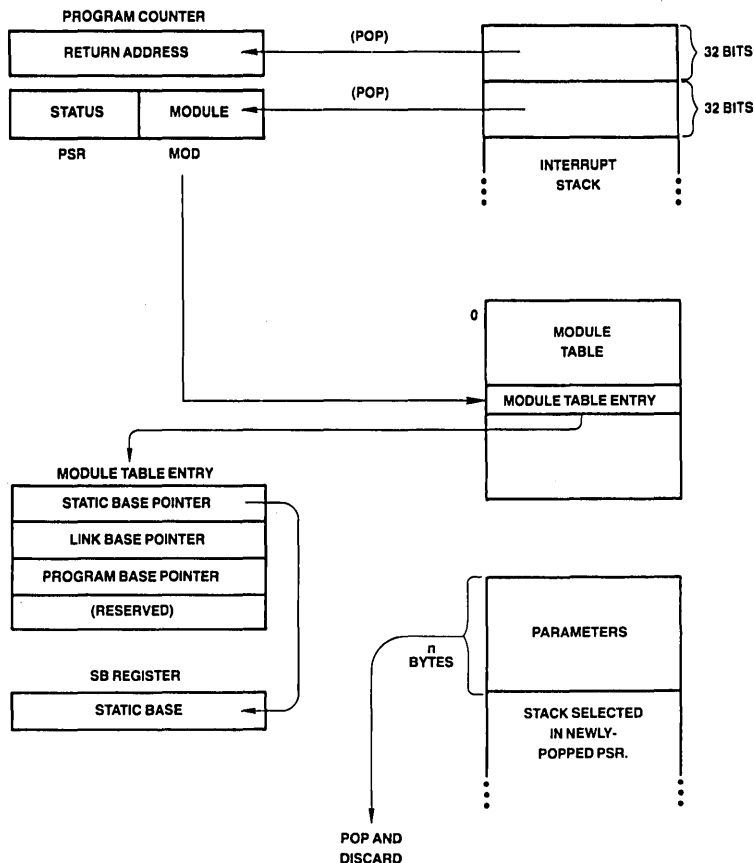 PROGRAM COUNTER
RETURN ADDRESS
(POP)
32 BITS
STATUS
MODULE
(POP)
32 BITS
PSR
MOD
INTERRUPT
STACK
0
MODULE
TABLE
MODULE TABLE ENTRY
MODULE TABLE ENTRY
STATIC BASE POINTER
LINK BASE POINTER
PROGRAM BASE POINTER
(RESERVED)
n
BYTES
PARAMETERS
SB REGISTER
STATIC BASE
STACK SELECTED
IN NEWLY-
POPPED PSR.
POP AND
DISCARD